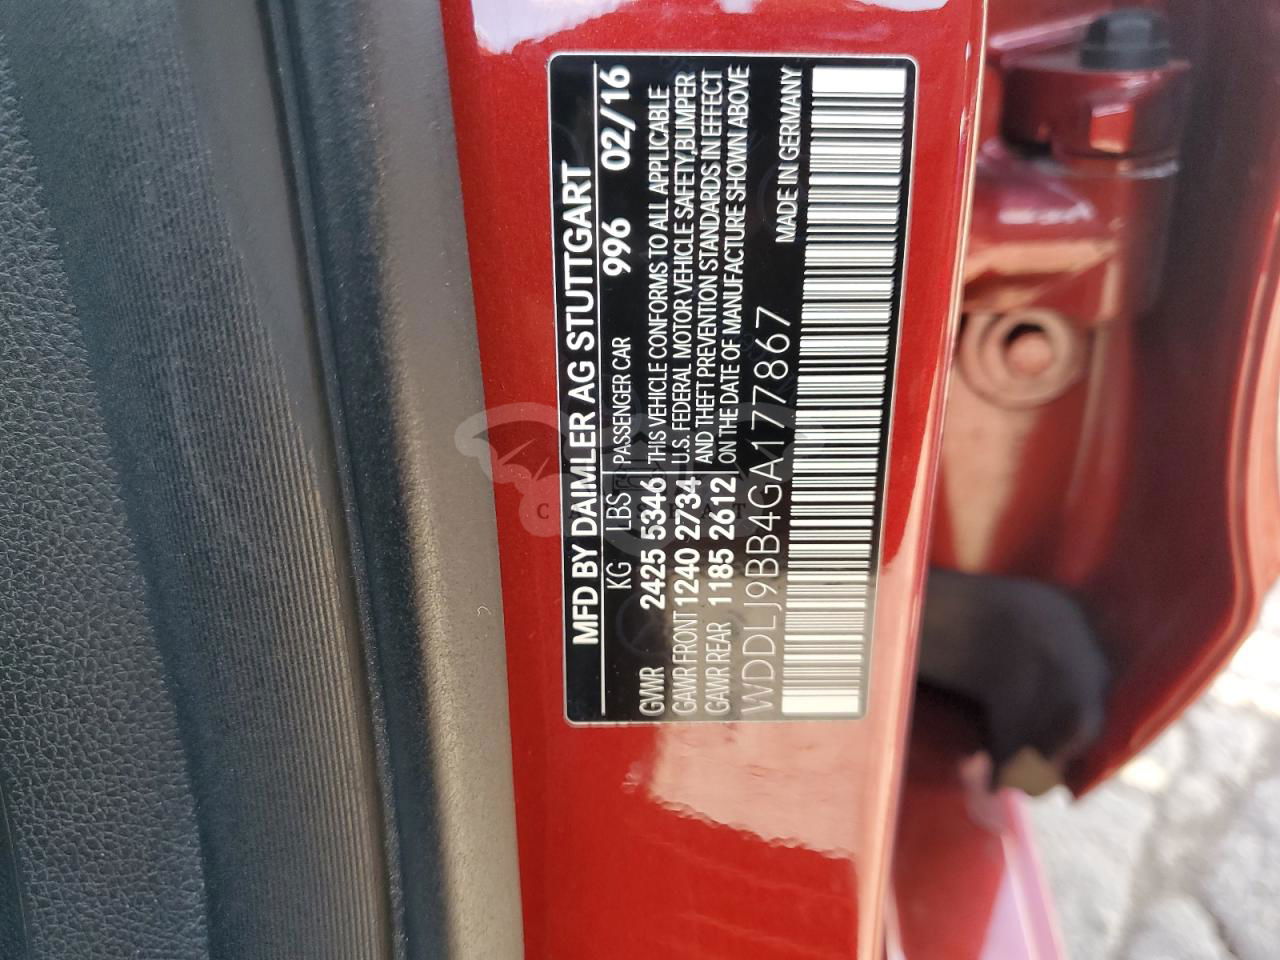 MFD BY DAIMLER AG STUTTGART
KG LBS PASSENGER CAR 996 02/16
GVWR 2425 5346 THIS VEHICLE CONFORMS TO ALL APPLICABLE
GAWR FRONT 1240 2734 U.S. FEDERAL MOTOR VEHICLE SAFETY,BUMPER
GAWR REAR 1185 2612 AND THEFT PREVENTION STANDARDS IN EFFECT
ON THE DATE OF MANUFACTURE SHOWN ABOVE
WDDLJ9BB4GA177867 MADE IN GERMANY